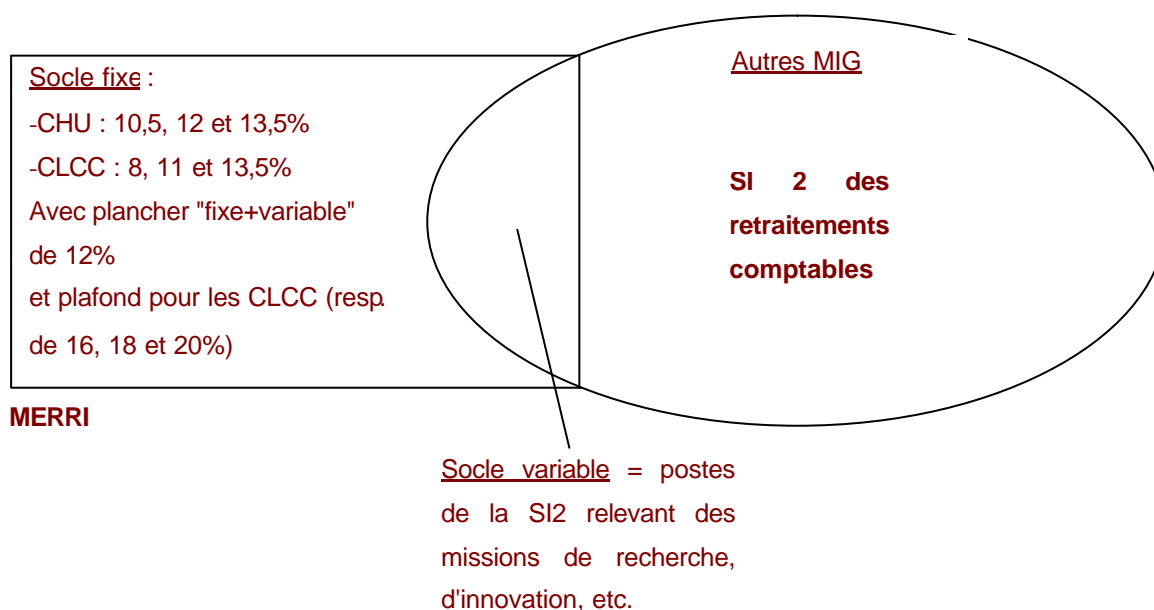 Socle fixe :
-CHU : 10,5, 12 et 13,5%
-CLCC : 8, 11 et 13,5%
Avec plancher "fixe+variable"
de 12%
et plafond pour les CLCC (resp.
de 16, 18 et 20%)
MERRI
Autres MIG
SI 2 des
retraitements
comptables
Socle variable = postes
de la SI2 relevant des
missions de recherche,
d'innovation, etc.